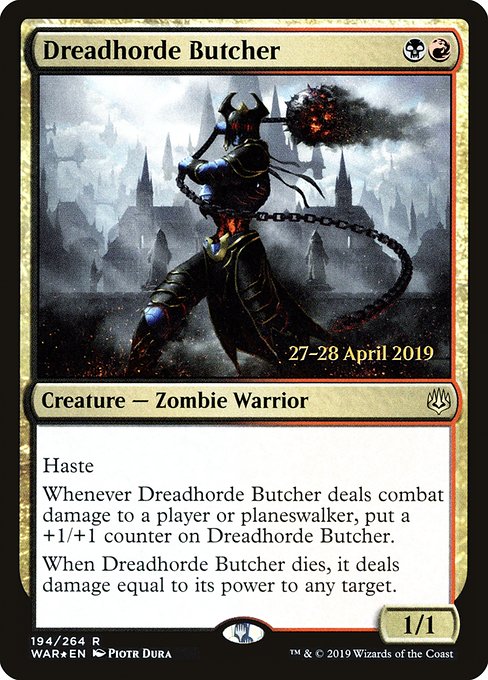 Dreadhorde Butcher
27–28 April 2019
Creature — Zombie Warrior
Haste
Whenever Dreadhorde Butcher deals combat
damage to a player or planeswalker, put a
+1/+1 counter on Dreadhorde Butcher.
When Dreadhorde Butcher dies, it deals
damage equal to its power to any target.
1/1
194/264 R
WAR★EN Piotr Dura
™ & © 2019 Wizards of the Coast